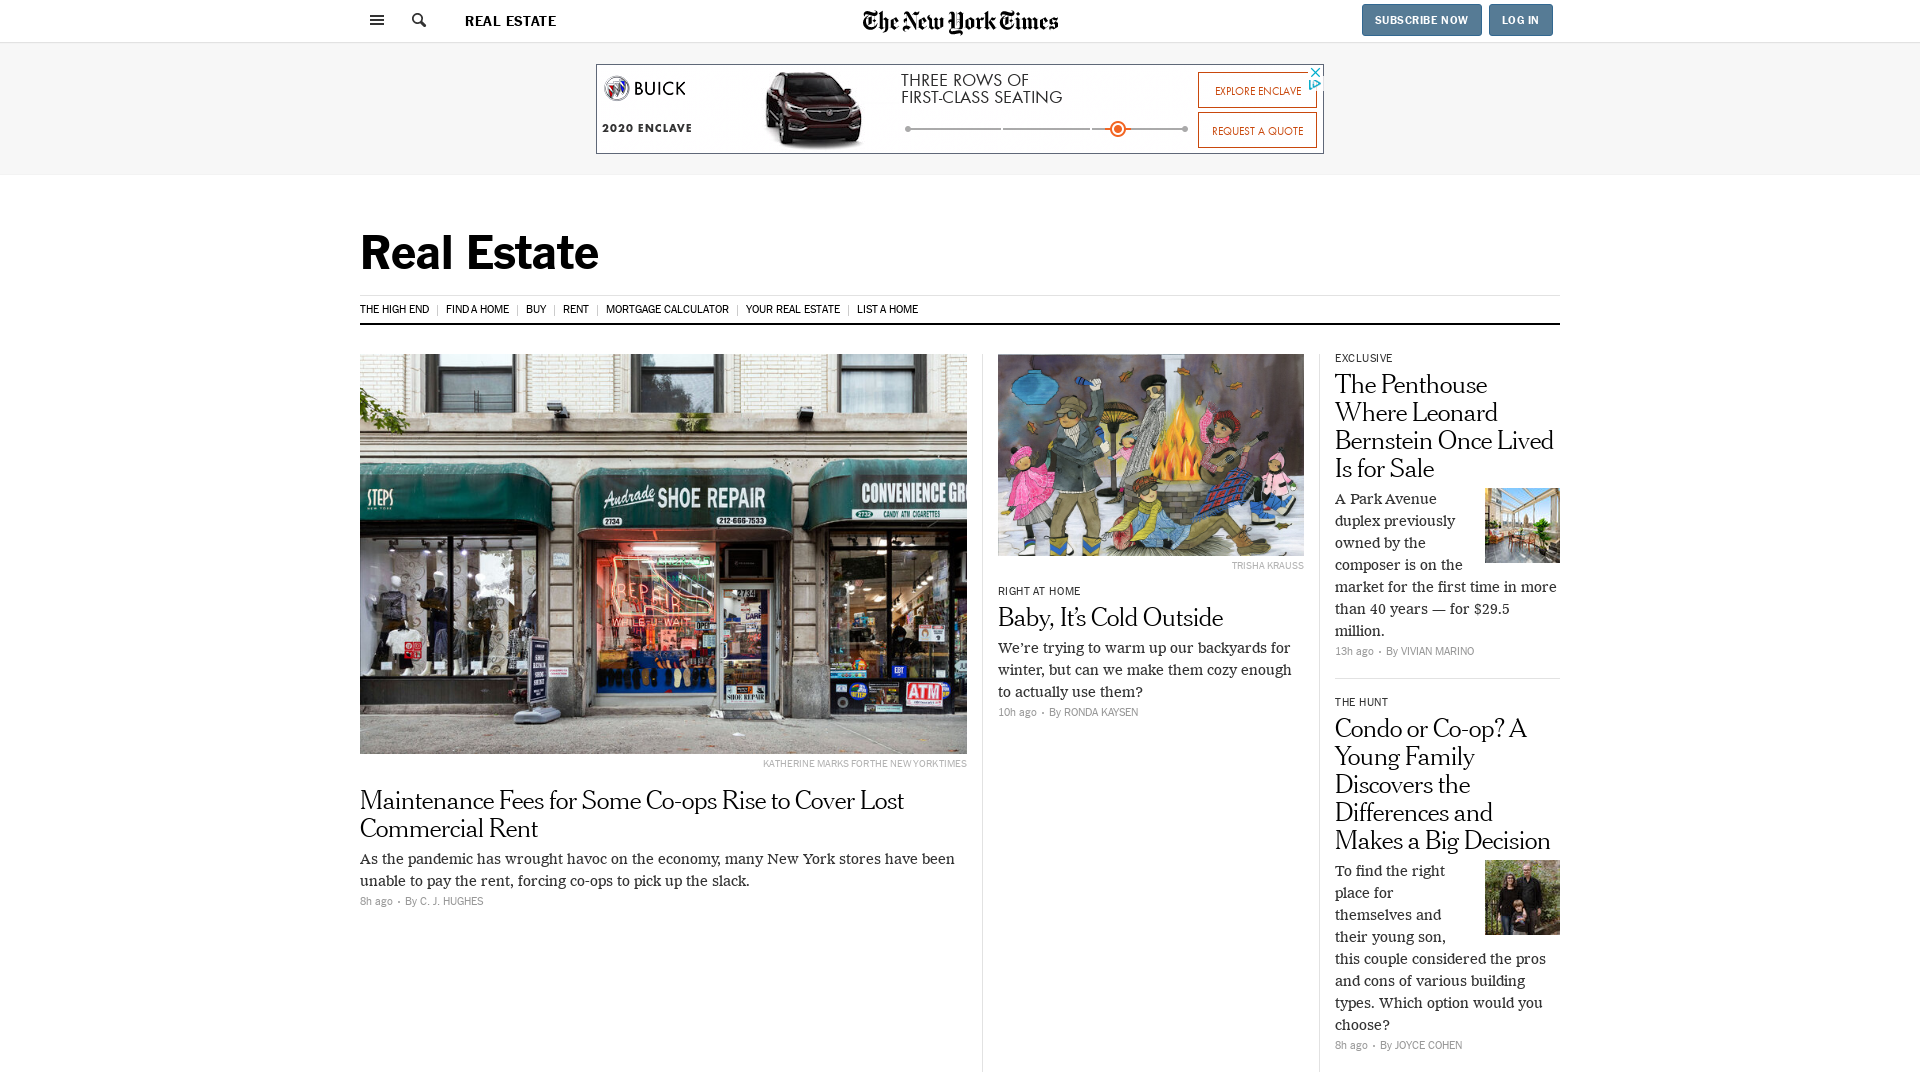 REAL ESTATE
The New York Times
SUBSCRIBE NOW
LOG IN
BUICK
2020 ENCLAVE
THREE ROWS OF
FIRST-CLASS SEATING
EXPLORE ENCLAVE
REQUEST A QUOTE
Real Estate
THE HIGH END
FIND A HOME
BUY
RENT
MORTGAGE CALCULATOR
YOUR REAL ESTATE
LIST A HOME
STEPS
NEW YORK
Andrade SHOE REPAIR
2734
212-666-7533
CONVENIENCE GR
2732 CANDY ATM CIGARETTES
2734
REPAIR
WHILE-U-WAIT
OPEN
SHOE REPAIR
EBT
ATM
KATHERINE MARKS FOR THE NEW YORK TIMES
Maintenance Fees for Some Co-ops Rise to Cover Lost
Commercial Rent
As the pandemic has wrought havoc on the economy, many New York stores have been
unable to pay the rent, forcing co-ops to pick up the slack.
8h ago • By C. J. HUGHES
TRISHA KRAUSS
RIGHT AT HOME
Baby, It’s Cold Outside
We’re trying to warm up our backyards for
winter, but can we make them cozy enough
to actually use them?
10h ago • By RONDA KAYSEN
EXCLUSIVE
The Penthouse
Where Leonard
Bernstein Once Lived
Is for Sale
A Park Avenue
duplex previously
owned by the
composer is on the
market for the first time in more
than 40 years — for $29.5
million.
13h ago • By VIVIAN MARINO
THE HUNT
Condo or Co-op? A
Young Family
Discovers the
Differences and
Makes a Big Decision
To find the right
place for
themselves and
their young son,
this couple considered the pros
and cons of various building
types. Which option would you
choose?
8h ago • By JOYCE COHEN